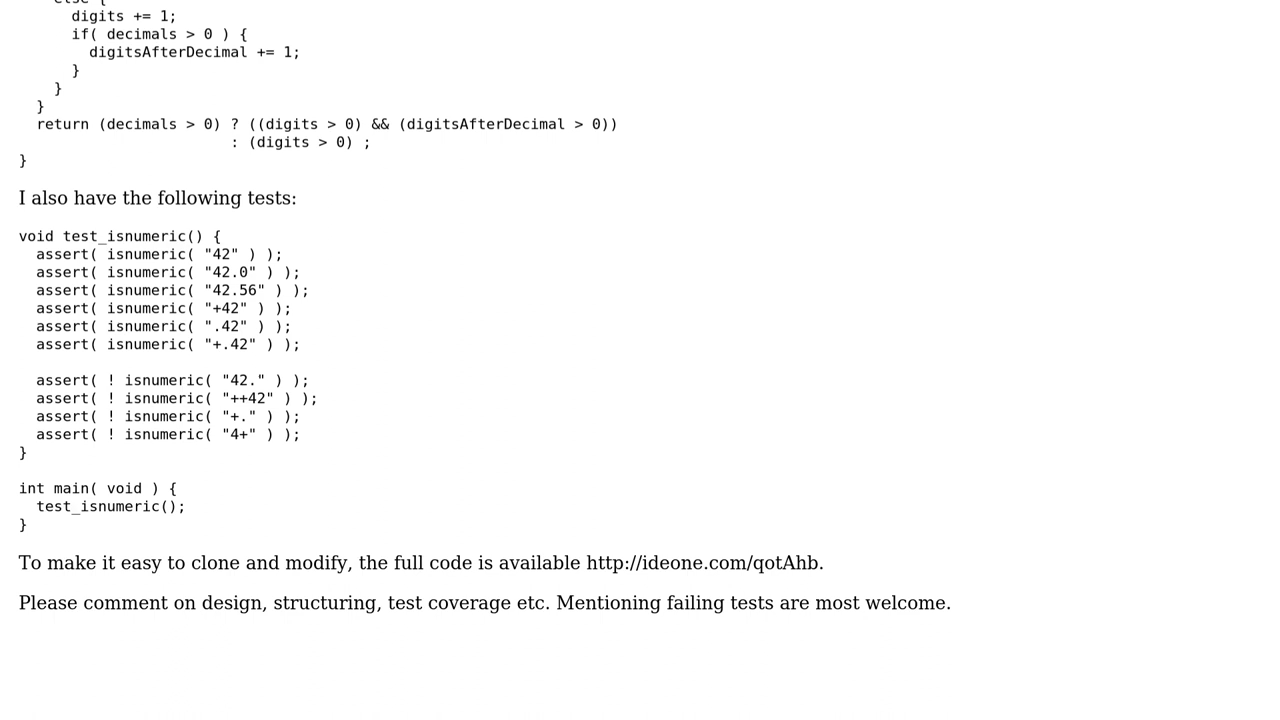 else {
digits += 1;
if( decimals > 0 ) {
digitsAfterDecimal += 1;
}
}
}
return (decimals > 0) ? ((digits > 0) && (digitsAfterDecimal > 0))
: (digits > 0) ;
}
I also have the following tests:
void test_isnumeric() {
assert( isnumeric( "42" ) );
assert( isnumeric( "42.0" ) );
assert( isnumeric( "42.56" ) );
assert( isnumeric( "+42" ) );
assert( isnumeric( ".42" ) );
assert( isnumeric( "+.42" ) );
assert( ! isnumeric( "42." ) );
assert( ! isnumeric( "++42" ) );
assert( ! isnumeric( "+." ) );
assert( ! isnumeric( "4+" ) );
}
int main( void ) {
test_isnumeric();
}
To make it easy to clone and modify, the full code is available http://ideone.com/qotAhb.
Please comment on design, structuring, test coverage etc. Mentioning failing tests are most welcome.